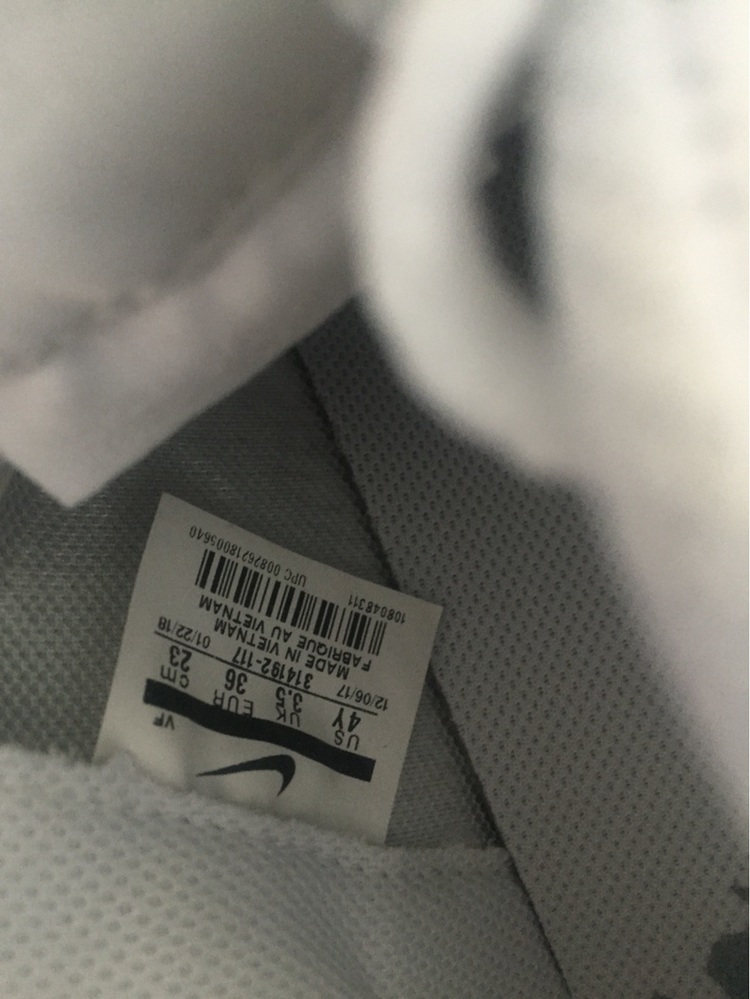 VF
US UK EUR cm
4Y 3.5 36 23
12/06/17 314192-117 01/22/18
MADE IN VIETNAM
FABRIQUE AU VIETNAM
108048311
UPC 00826218005640